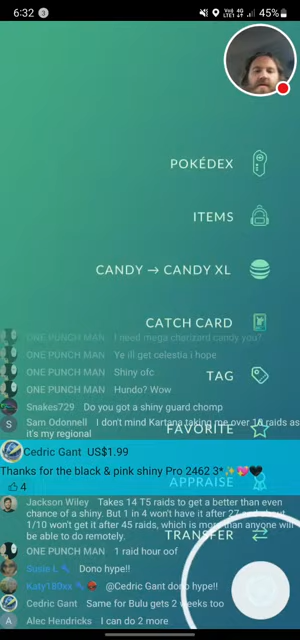 6:32
Vo) 4G
LTE1
45%
POKÉDEX
ITEMS
CANDY → CANDY XL
CATCH CARD
ONE PUNCH MAN I need mega charizard candy you?
ONE PUNCH MAN Ye ill get celestia i hope
ONE PUNCH MAN Shiny ofc
TAG
ONE PUNCH MAN Hundo? Wow
Snakes729 Do you got a shiny guard chomp
S Sam Odonnell I don't mind Kartana taking me over 10 raids as
FAVORITE
it's my regional
Cedric Gant US$1.99
Thanks for the black & pink shiny Pro 2462 3*✨💖🖤
4
APPRAISE
Jackson Wiley Takes 14 T5 raids to get a better than even
chance of a shiny. But 1 in 4 won't have it after 27 and about
1/10 won't get it after 45 raids, which is more than anyone will
be able to do remotely.
TRANSFER
ONE PUNCH MAN 1 raid hour oof
Susie L Dono hype!!
Katy180xx @Cedric Gant dono hype!!
Cedric Gant Same for Bulu gets 2 weeks too
A Alec Hendricks I can do 2 more